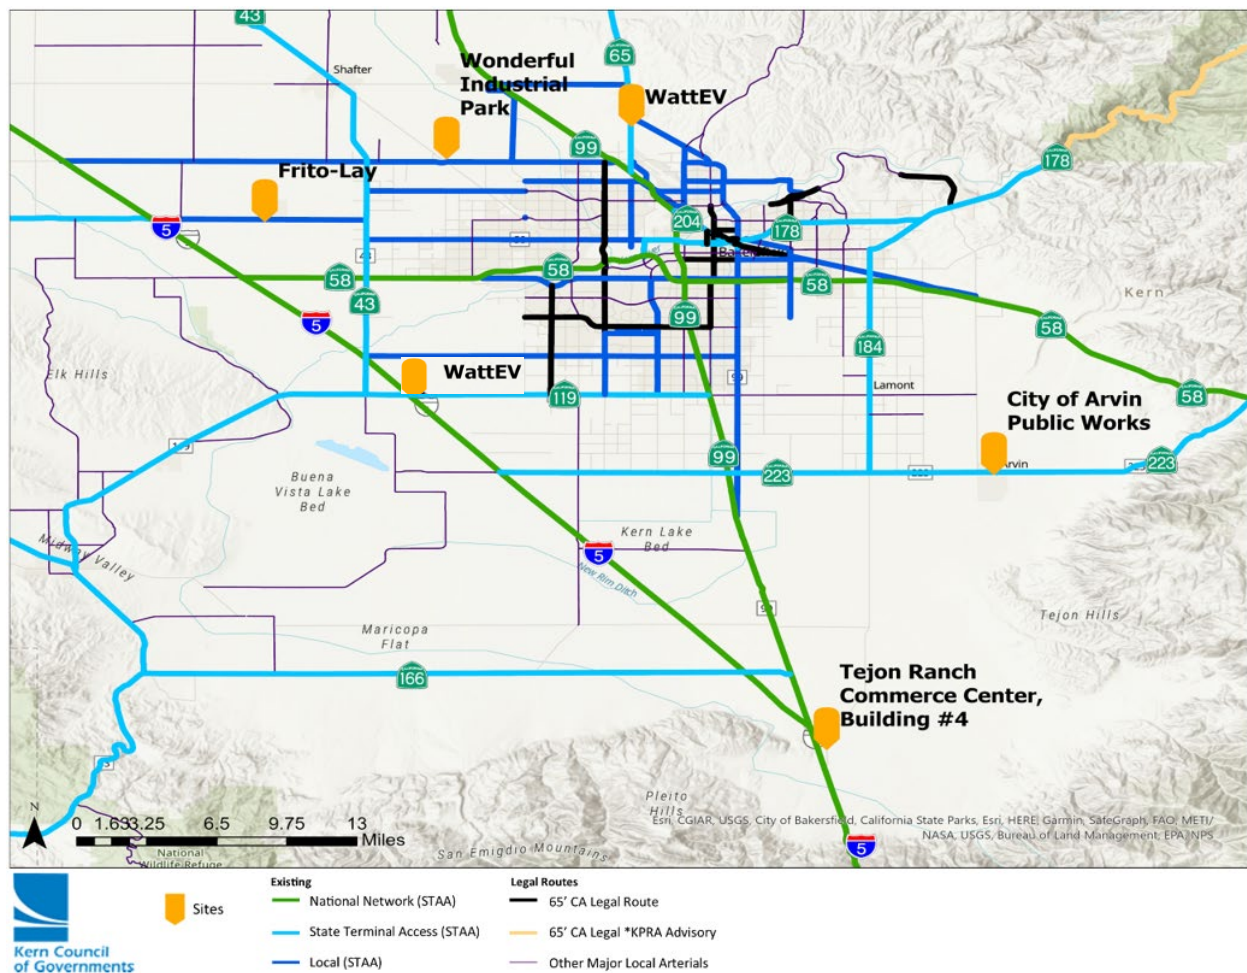 43
Shafter
Wonderful
Industrial
Park
65
WattEV
99
178
Frito-Lay
5
204
178
43
58
58
58
43
5
99
58
Kern
184
Elk Hills
WattEV
119
Lamont
58
City of Arvin
Public Works
99
223
Arvin
223
Buena
Vista Lake
Bed
Kern Lake
Bed
5
Midway Valley
New Rim Ditch
Tejon Hills
Maricopa
Flat
166
Tejon Ranch
Commerce Center,
Building #4
Pleito
Hills
N
0 1.63 3.25 6.5 9.75 13
Miles
Esri, CGIAR, USGS, City of Bakersfield, California State Parks, Esri, HERE, Garmin, SafeGraph, FAO, METI/
NASA, USGS, Bureau of Land Management, EPA, NPS
5
San Emigdio Mountains
National
Wildlife Refuge
Kern Council
of Governments
Sites
Existing
National Network (STAA)
State Terminal Access (STAA)
Local (STAA)
Legal Routes
65' CA Legal Route
65' CA Legal *KPRA Advisory
Other Major Local Arterials